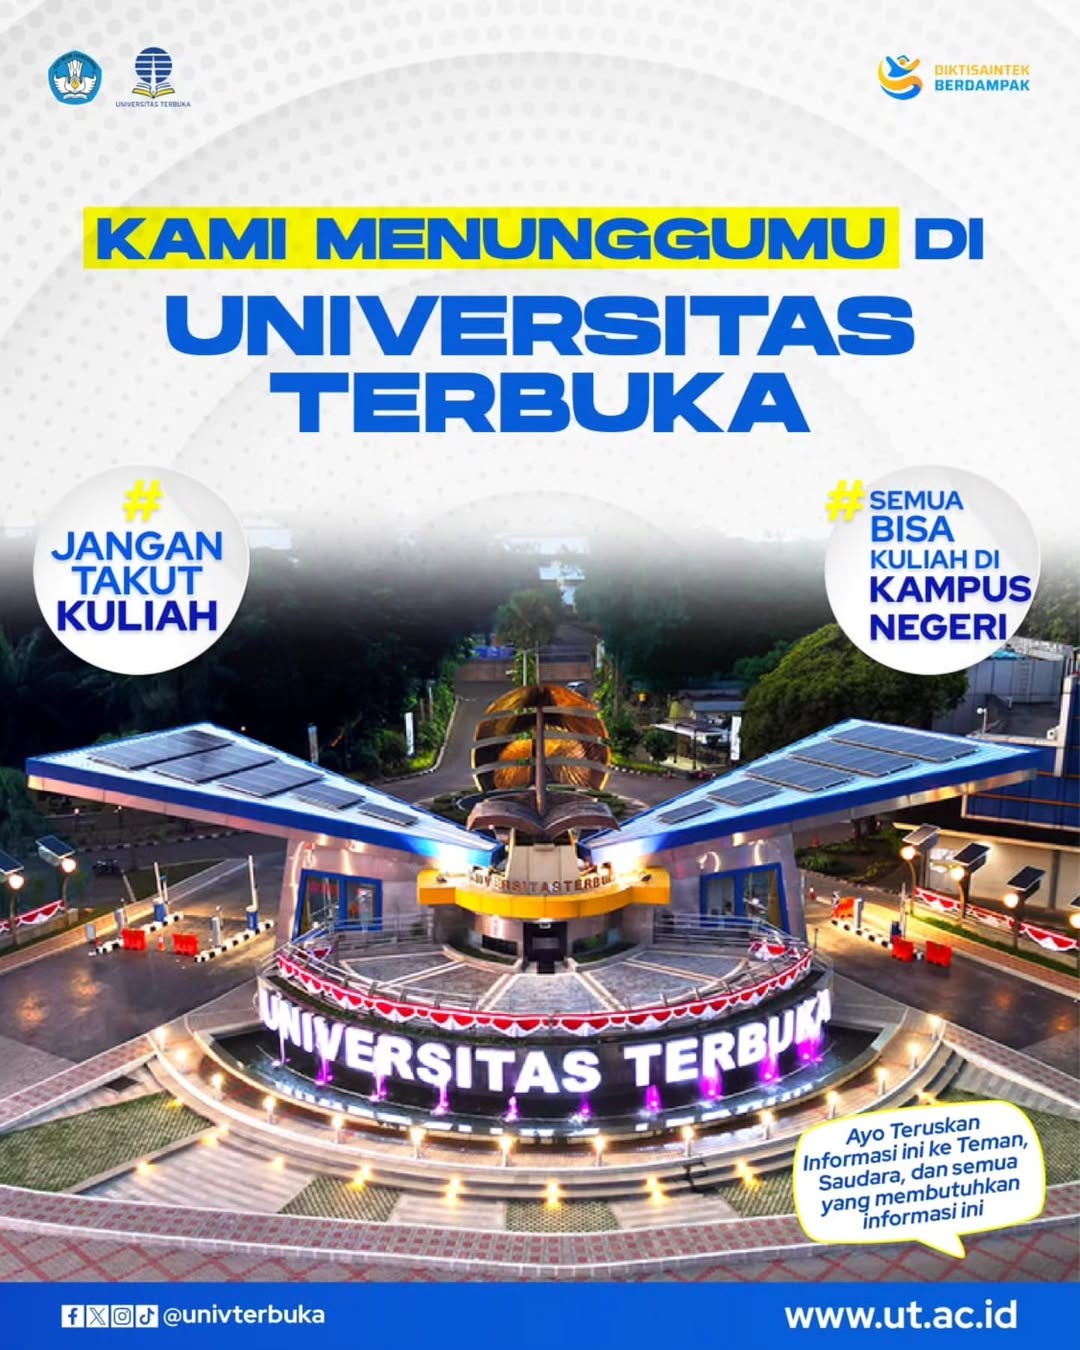 UNIVERSITAS TERBUKA
DIKTISAINTEK
BERDAMPAK
KAMI MENUNGGUMU DI
UNIVERSITAS
TERBUKA
#
JANGAN
TAKUT
KULIAH
# SEMUA
BISA
KULIAH DI
KAMPUS
NEGERI
UNIVERSITAS TERBU
UNIVERSITAS TERBUKA
Ayo Teruskan
Informasi ini ke Teman,
Saudara, dan semua
yang membutuhkan
informasi ini
@univterbuka
www.ut.ac.id